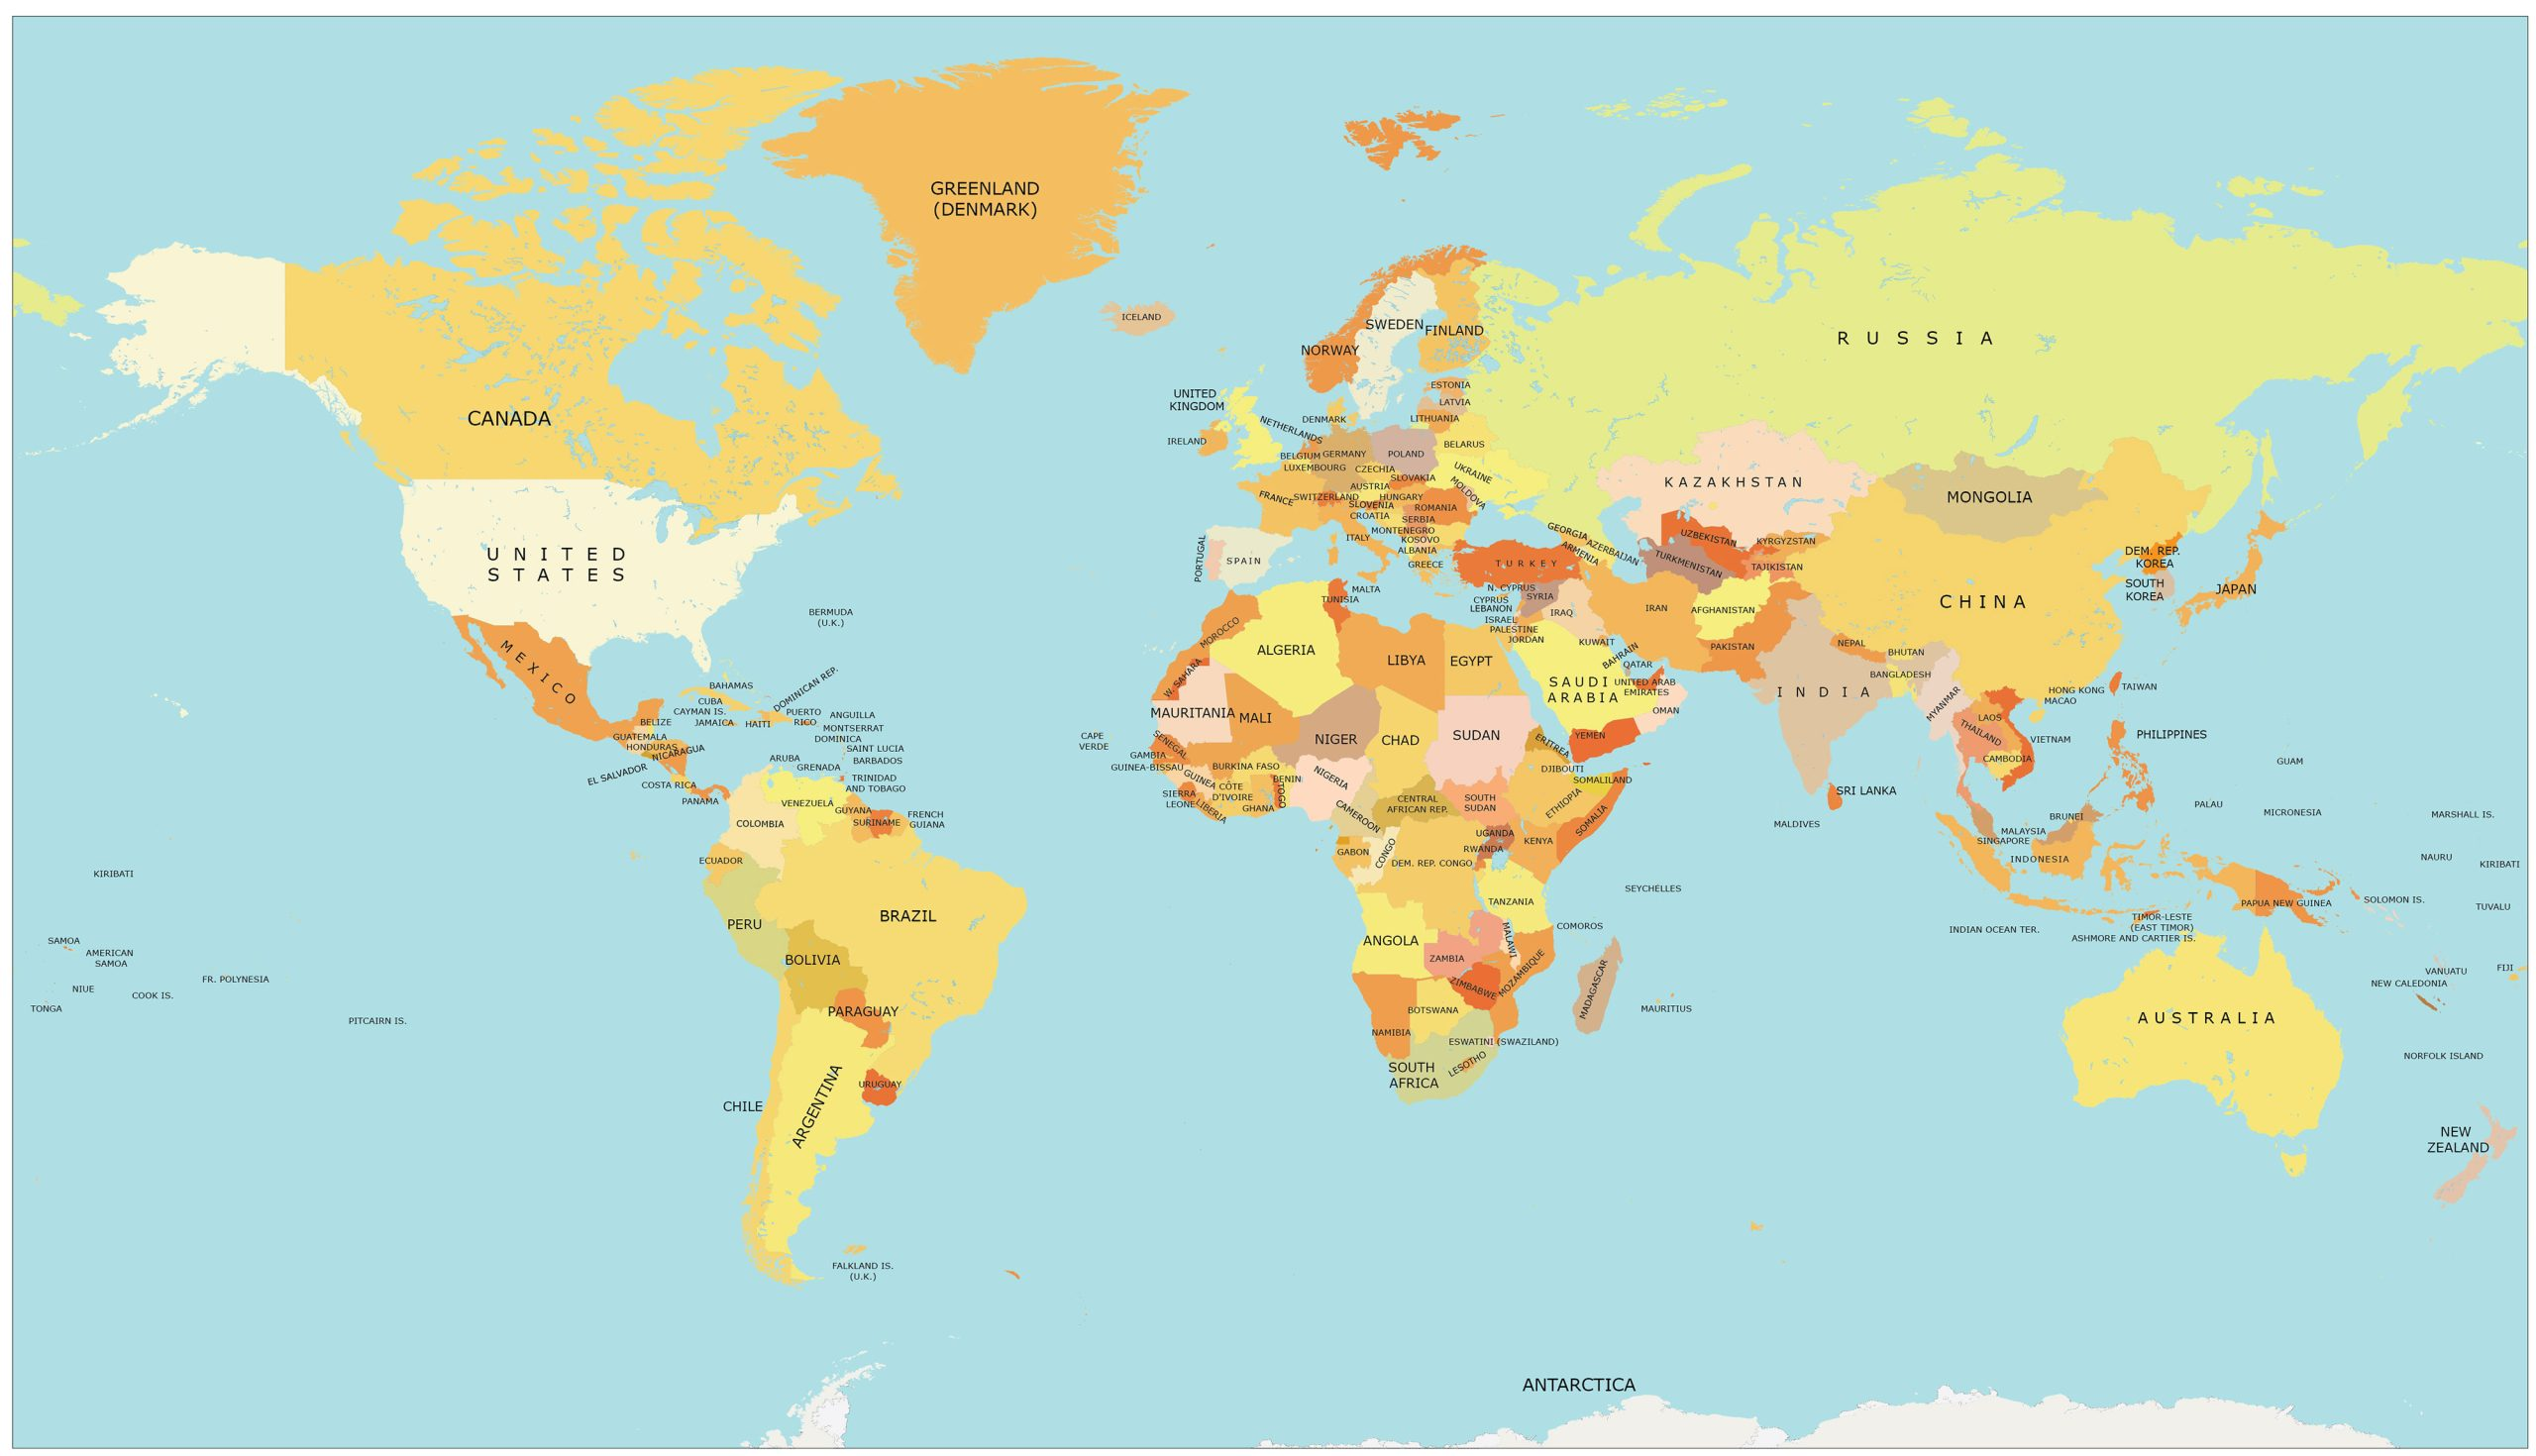 GREENLAND
(DENMARK)
ICELAND
CANADA
UNITED
STATES
MEXICO
BERMUDA
(U.K.)
BAHAMAS
CUBA
CAYMAN IS.
JAMAICA
HAITI
DOMINICAN REP.
PUERTO
RICO
ANGUILLA
MONTSERRAT
DOMINICA
SAINT LUCIA
BARBADOS
ARUBA
GRENADA
TRINIDAD
AND TOBAGO
BELIZE
GUATEMALA
HONDURAS
NICARAGUA
EL SALVADOR
COSTA RICA
PANAMA
VENEZUELA
COLOMBIA
GUYANA
SURINAME
FRENCH
GUIANA
ECUADOR
PERU
BRAZIL
BOLIVIA
PARAGUAY
URUGUAY
ARGENTINA
CHILE
FALKLAND IS.
(U.K.)
KIRIBATI
SAMOA
AMERICAN
SAMOA
NIUE
TONGA
COOK IS.
FR. POLYNESIA
PITCAIRN IS.
NORWAY
SWEDEN
FINLAND
ESTONIA
LATVIA
LITHUANIA
DENMARK
UNITED
KINGDOM
IRELAND
NETHERLANDS
BELGIUM
GERMANY
LUXEMBOURG
POLAND
BELARUS
CZECHIA
SLOVAKIA
UKRAINE
MOLDOVA
AUSTRIA
SWITZERLAND
HUNGARY
FRANCE
SLOVENIA
CROATIA
ROMANIA
SERBIA
MONTENEGRO
KOSOVO
ALBANIA
GREECE
ITALY
PORTUGAL
SPAIN
MALTA
RUSSIA
KAZAKHSTAN
MONGOLIA
GEORGIA
AZERBAIJAN
ARMENIA
TURKEY
UZBEKISTAN
TURKMENISTAN
KYRGYZSTAN
TAJIKISTAN
N. CYPRUS
CYPRUS
SYRIA
LEBANON
ISRAEL
PALESTINE
JORDAN
IRAQ
IRAN
AFGHANISTAN
PAKISTAN
KUWAIT
BAHRAIN
QATAR
UNITED ARAB
EMIRATES
SAUDI
ARABIA
OMAN
YEMEN
CHINA
DEM. REP.
KOREA
SOUTH
KOREA
JAPAN
NEPAL
BHUTAN
BANGLADESH
INDIA
MYANMAR
LAOS
THAILAND
VIETNAM
CAMBODIA
HONG KONG
MACAO
TAIWAN
PHILIPPINES
SRI LANKA
MALDIVES
BRUNEI
MALAYSIA
SINGAPORE
INDONESIA
TIMOR-LESTE
(EAST TIMOR)
ASHMORE AND CARTIER IS.
INDIAN OCEAN TER.
GUAM
PALAU
MICRONESIA
MARSHALL IS.
NAURU
KIRIBATI
PAPUA NEW GUINEA
SOLOMON IS.
TUVALU
VANUATU
FIJI
NEW CALEDONIA
NORFOLK ISLAND
AUSTRALIA
NEW
ZEALAND
TUNISIA
MOROCCO
ALGERIA
LIBYA
EGYPT
W. SAHARA
MAURITANIA
MALI
NIGER
CHAD
SUDAN
ERITREA
DJIBOUTI
SOMALILAND
ETHIOPIA
SOMALIA
CAPE
VERDE
SENEGAL
GAMBIA
GUINEA-BISSAU
GUINEA
SIERRA
LEONE
LIBERIA
CÔTE
D'IVOIRE
BURKINA FASO
GHANA
TOGO
BENIN
NIGERIA
CAMEROON
CENTRAL
AFRICAN REP.
SOUTH
SUDAN
GABON
CONGO
DEM. REP. CONGO
UGANDA
RWANDA
KENYA
TANZANIA
SEYCHELLES
COMOROS
ANGOLA
ZAMBIA
MALAWI
MOZAMBIQUE
ZIMBABWE
MADAGASCAR
MAURITIUS
NAMIBIA
BOTSWANA
ESWATINI (SWAZILAND)
LESOTHO
SOUTH
AFRICA
ANTARCTICA